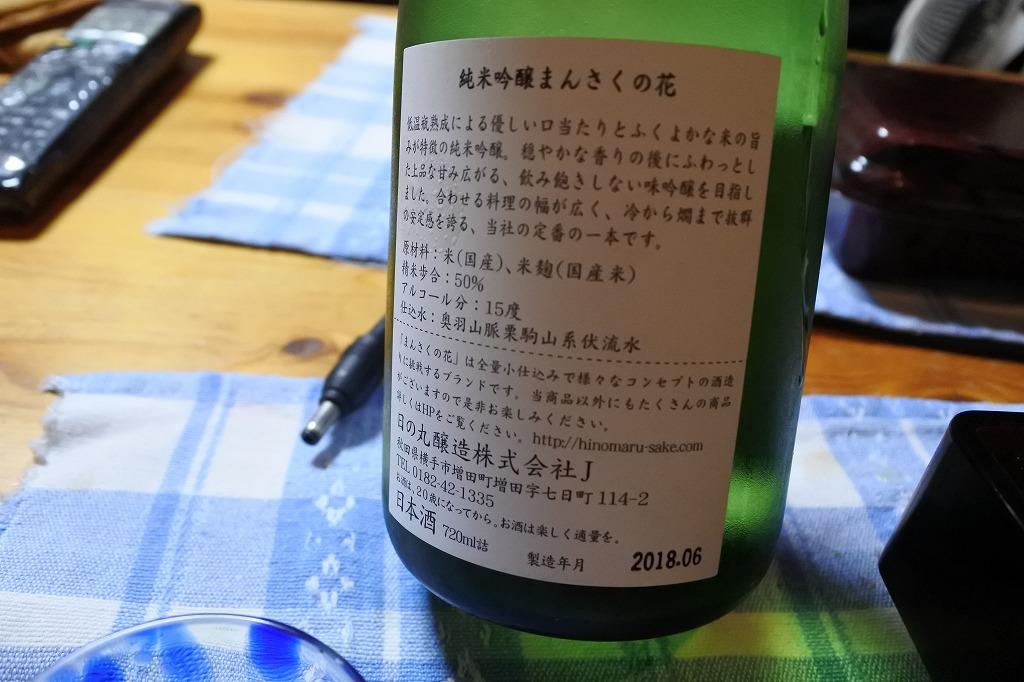 純米吟醸まんさくの花
低温瓶熟成による優しい口当たりとふくよかな米の旨
みが特徴の純米吟醸。穏やかな香りの後にふわっとし
た上品な甘み広がる、飲み飽きしない味吟醸を目指し
ました。合わせる料理の幅が広く、冷から燗まで抜群
の安定感を誇る、当社の定番の一本です。
原材料：米(国産)、米麹(国産米)
精米歩合：50%
アルコール分：15度
仕込水：奥羽山脈栗駒山系伏流水
「まんさくの花」は全量小仕込みで様々なコンセプトの酒造
りに挑戦するブランドです。当商品以外にもたくさんの商品
がございますので是非お楽しみください。
詳しくはHPをご覧ください。http://hinomaru-sake.com
日の丸醸造株式会社J
秋田県横手市増田町増田字七日町114-2
TEL 0182-42-1335
お酒は、20歳になってから。お酒は楽しく適量を。
日本酒 720ml詰
製造年月 2018.06